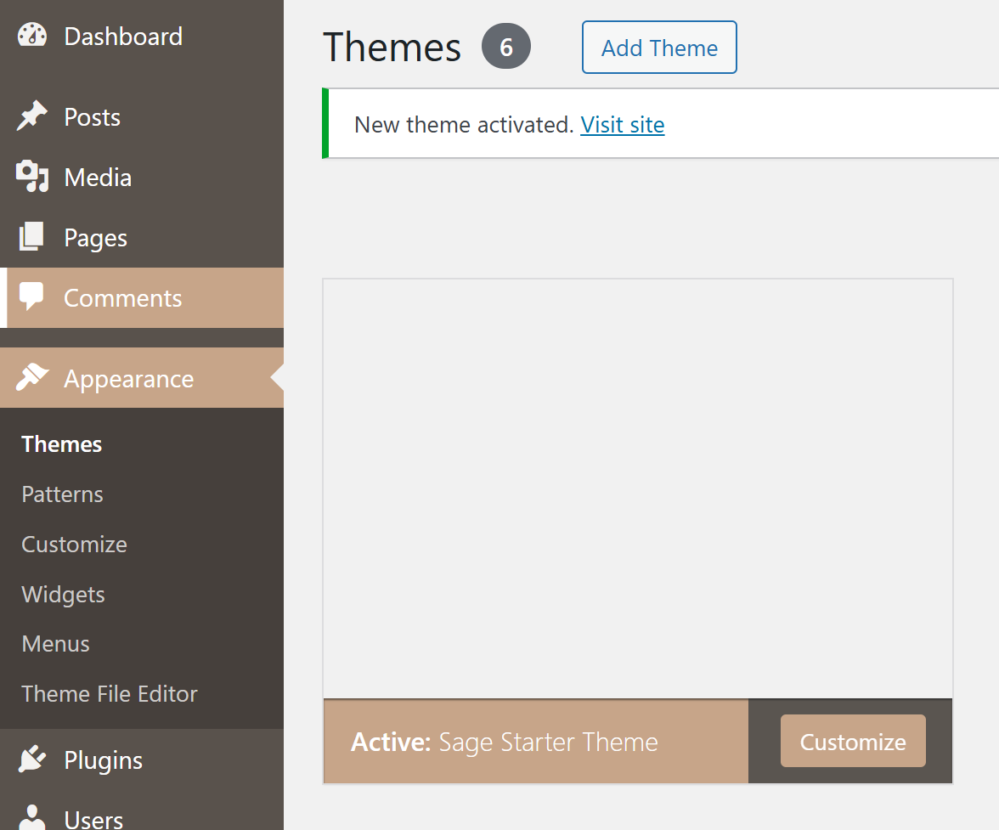 Dashboard
Posts
Media
Pages
Comments
Appearance
Themes
Patterns
Customize
Widgets
Menus
Theme File Editor
Plugins
Users
Themes 6 Add Theme
New theme activated. Visit site
Active: Sage Starter Theme Customize